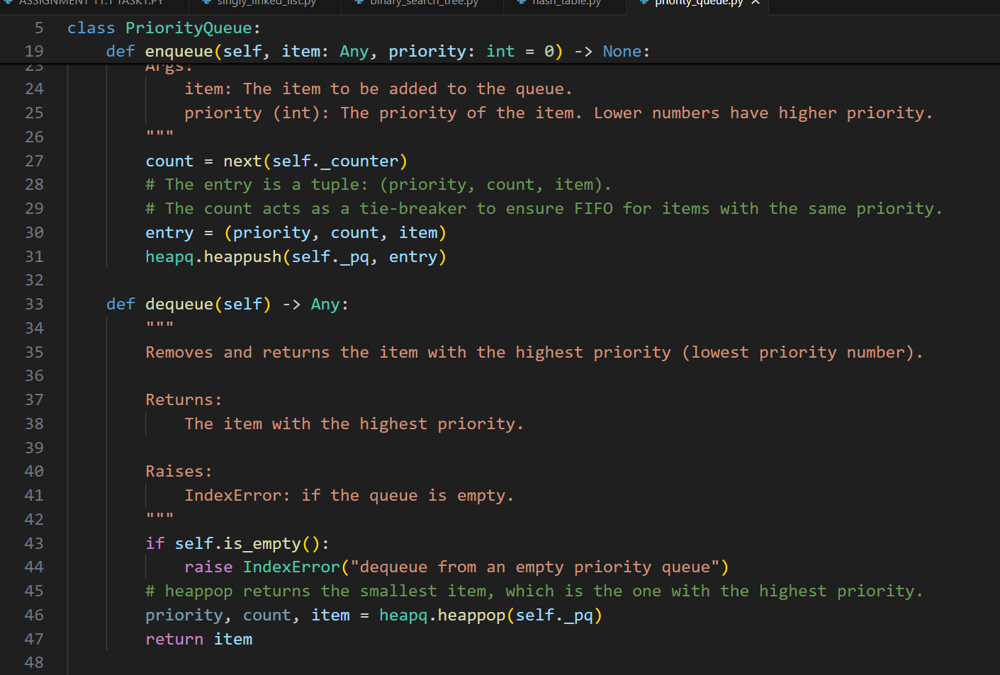 ASSIGNMENT 11.1 TASK1.PY singly_linked_list.py binary_search_tree.py hash_table.py priority_queue.py ×
5 class PriorityQueue:
19 def enqueue(self, item: Any, priority: int = 0) -> None:
23 Args:
24 item: The item to be added to the queue.
25 priority (int): The priority of the item. Lower numbers have higher priority.
26 """
27 count = next(self._counter)
28 # The entry is a tuple: (priority, count, item).
29 # The count acts as a tie-breaker to ensure FIFO for items with the same priority.
30 entry = (priority, count, item)
31 heapq.heappush(self._pq, entry)
32
33 def dequeue(self) -> Any:
34 """
35 Removes and returns the item with the highest priority (lowest priority number).
36
37 Returns:
38 The item with the highest priority.
39
40 Raises:
41 IndexError: if the queue is empty.
42 """
43 if self.is_empty():
44 raise IndexError("dequeue from an empty priority queue")
45 # heappop returns the smallest item, which is the one with the highest priority.
46 priority, count, item = heapq.heappop(self._pq)
47 return item
48